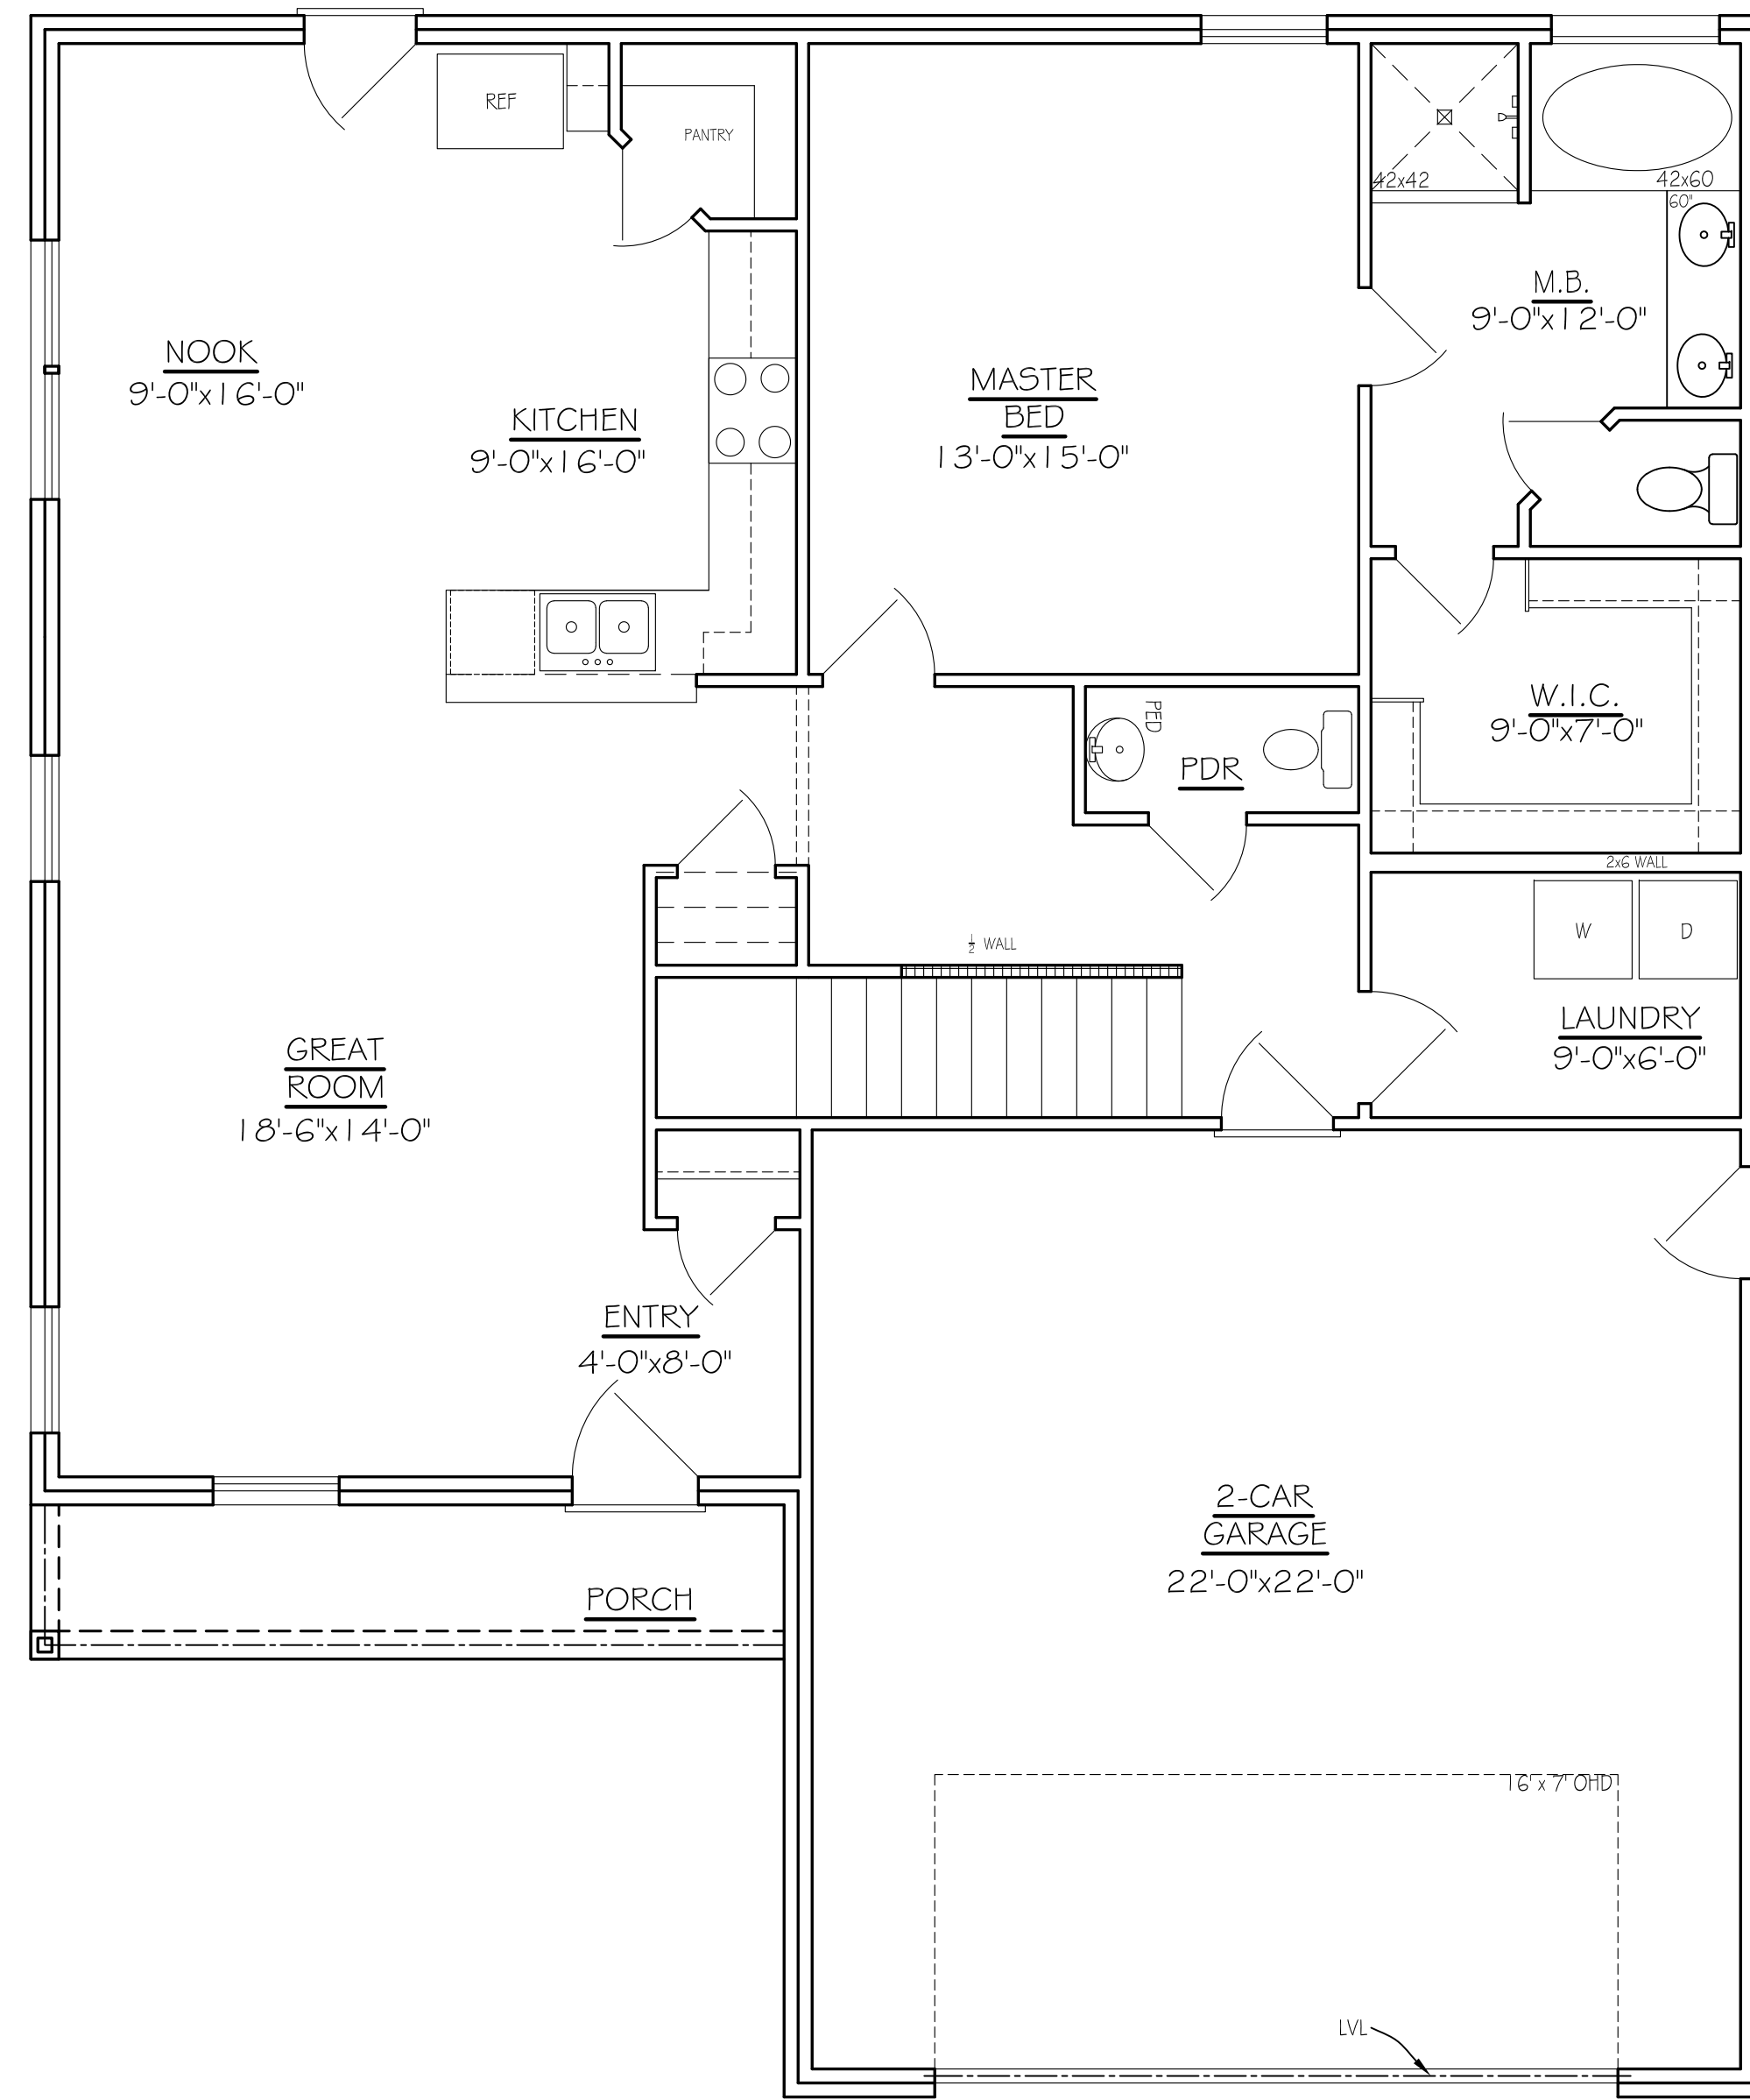 REF
PANTRY
42x42
42x60
60"
M.B.
9'-0"x12'-0"
NOOK
9'-0"x16'-0"
KITCHEN
9'-0"x16'-0"
MASTER
BED
13'-0"x15'-0"
W.I.C.
9'-0"x7'-0"
PED
PDR
2x6 WALL
W
D
½ WALL
LAUNDRY
9'-0"x6'-0"
GREAT
ROOM
18'-6"x14'-0"
ENTRY
4'-0"x8'-0"
2-CAR
GARAGE
22'-0"x22'-0"
PORCH
16' x 7' OHD
LVL